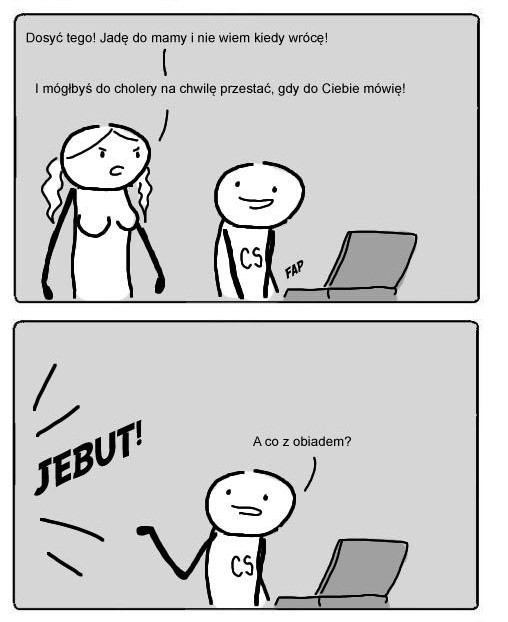 Dosyć tego! Jadę do mamy i nie wiem kiedy wrócę!
I mógłbyś do cholery na chwilę przestać, gdy do Ciebie mówię!
CS
FAP
JEBUT!
A co z obiadem?
CS